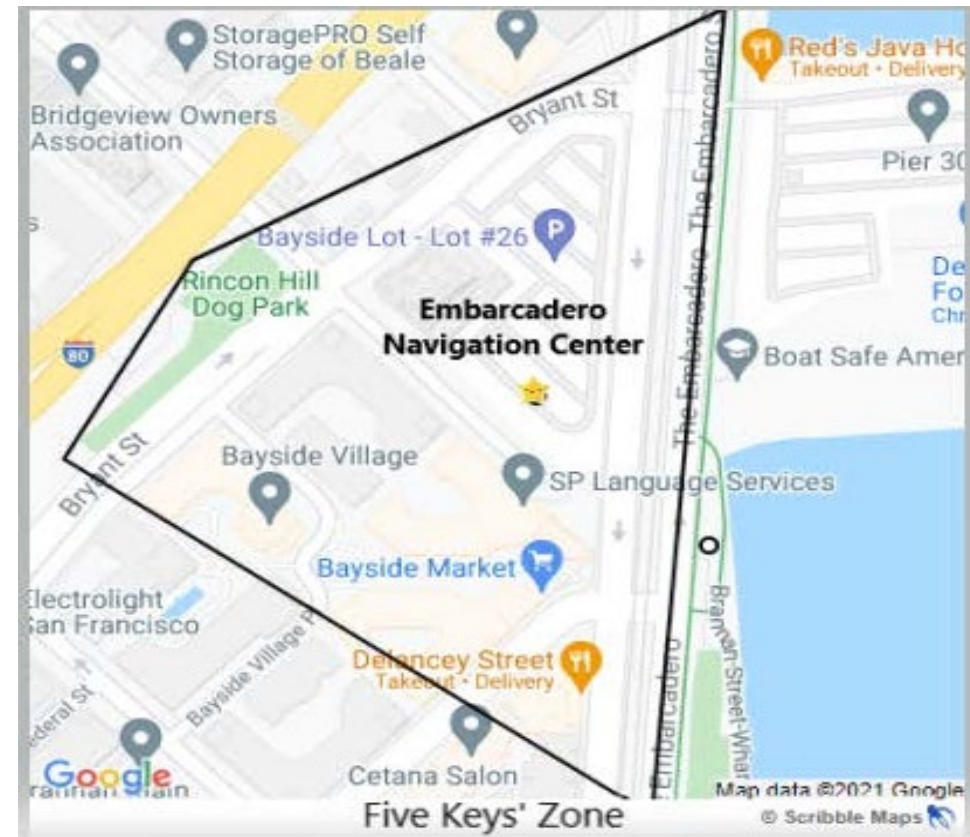 StoragePRO Self
Storage of Beale
Red's Java Ho
Takeout • Delivery
Bridgeview Owners
Association
Bryant St
The Embarcadero
The Embarcadero
Pier 30
s
Bayside Lot - Lot #26
P
Rincon Hill
Dog Park
De
Fo
Chr
Embarcadero
Navigation Center
80
Boat Safe Amer
The Embarcadero
Bryant St
Bayside Village
SP Language Services
Bayside Market
Electrolight
San Francisco
Brannan Street Whar
Bayside Village P
Delancey Street
Takeout • Delivery
ederal St
Embarcadero
Cetana Salon
Google
Map data ©2021 Google
Five Keys' Zone
© Scribble Maps